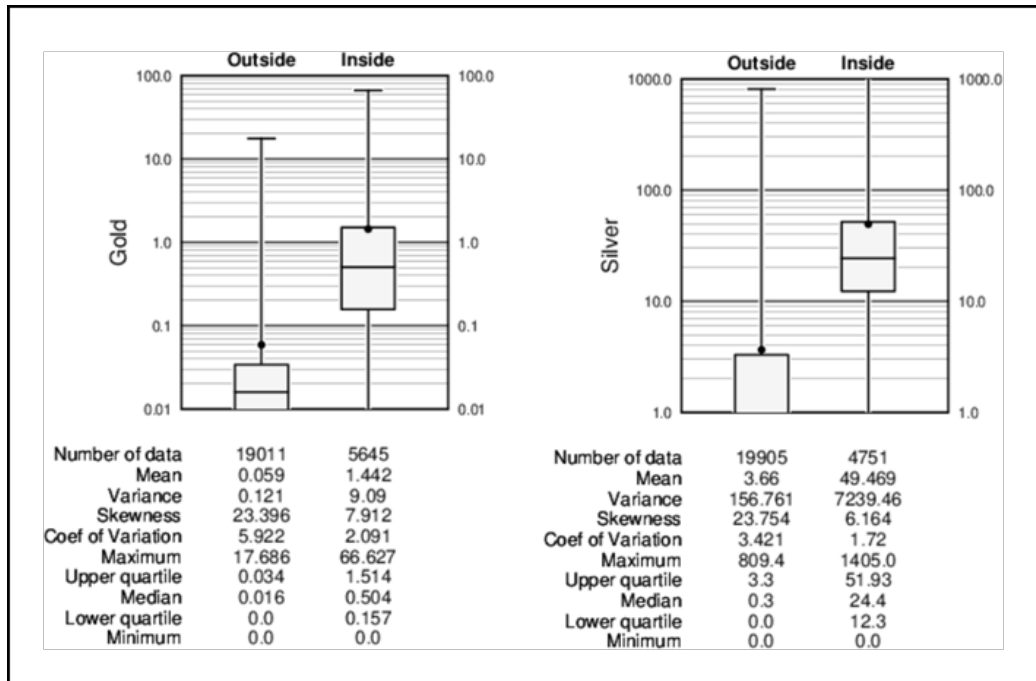 Outside Inside
100.0 100.0
10.0 10.0
Gold
1.0 1.0
0.1 0.1
0.01 0.01
Number of data 19011 5645
Mean 0.059 1.442
Variance 0.121 9.09
Skewness 23.396 7.912
Coef of Variation 5.922 2.091
Maximum 17.686 66.627
Upper quartile 0.034 1.514
Median 0.016 0.504
Lower quartile 0.0 0.157
Minimum 0.0 0.0
Outside Inside
1000.0 1000.0
100.0 100.0
Silver
10.0 10.0
1.0 1.0
Number of data 19905 4751
Mean 3.66 49.469
Variance 156.761 7239.46
Skewness 23.754 6.164
Coef of Variation 3.421 1.72
Maximum 809.4 1405.0
Upper quartile 3.3 51.93
Median 0.3 24.4
Lower quartile 0.0 12.3
Minimum 0.0 0.0